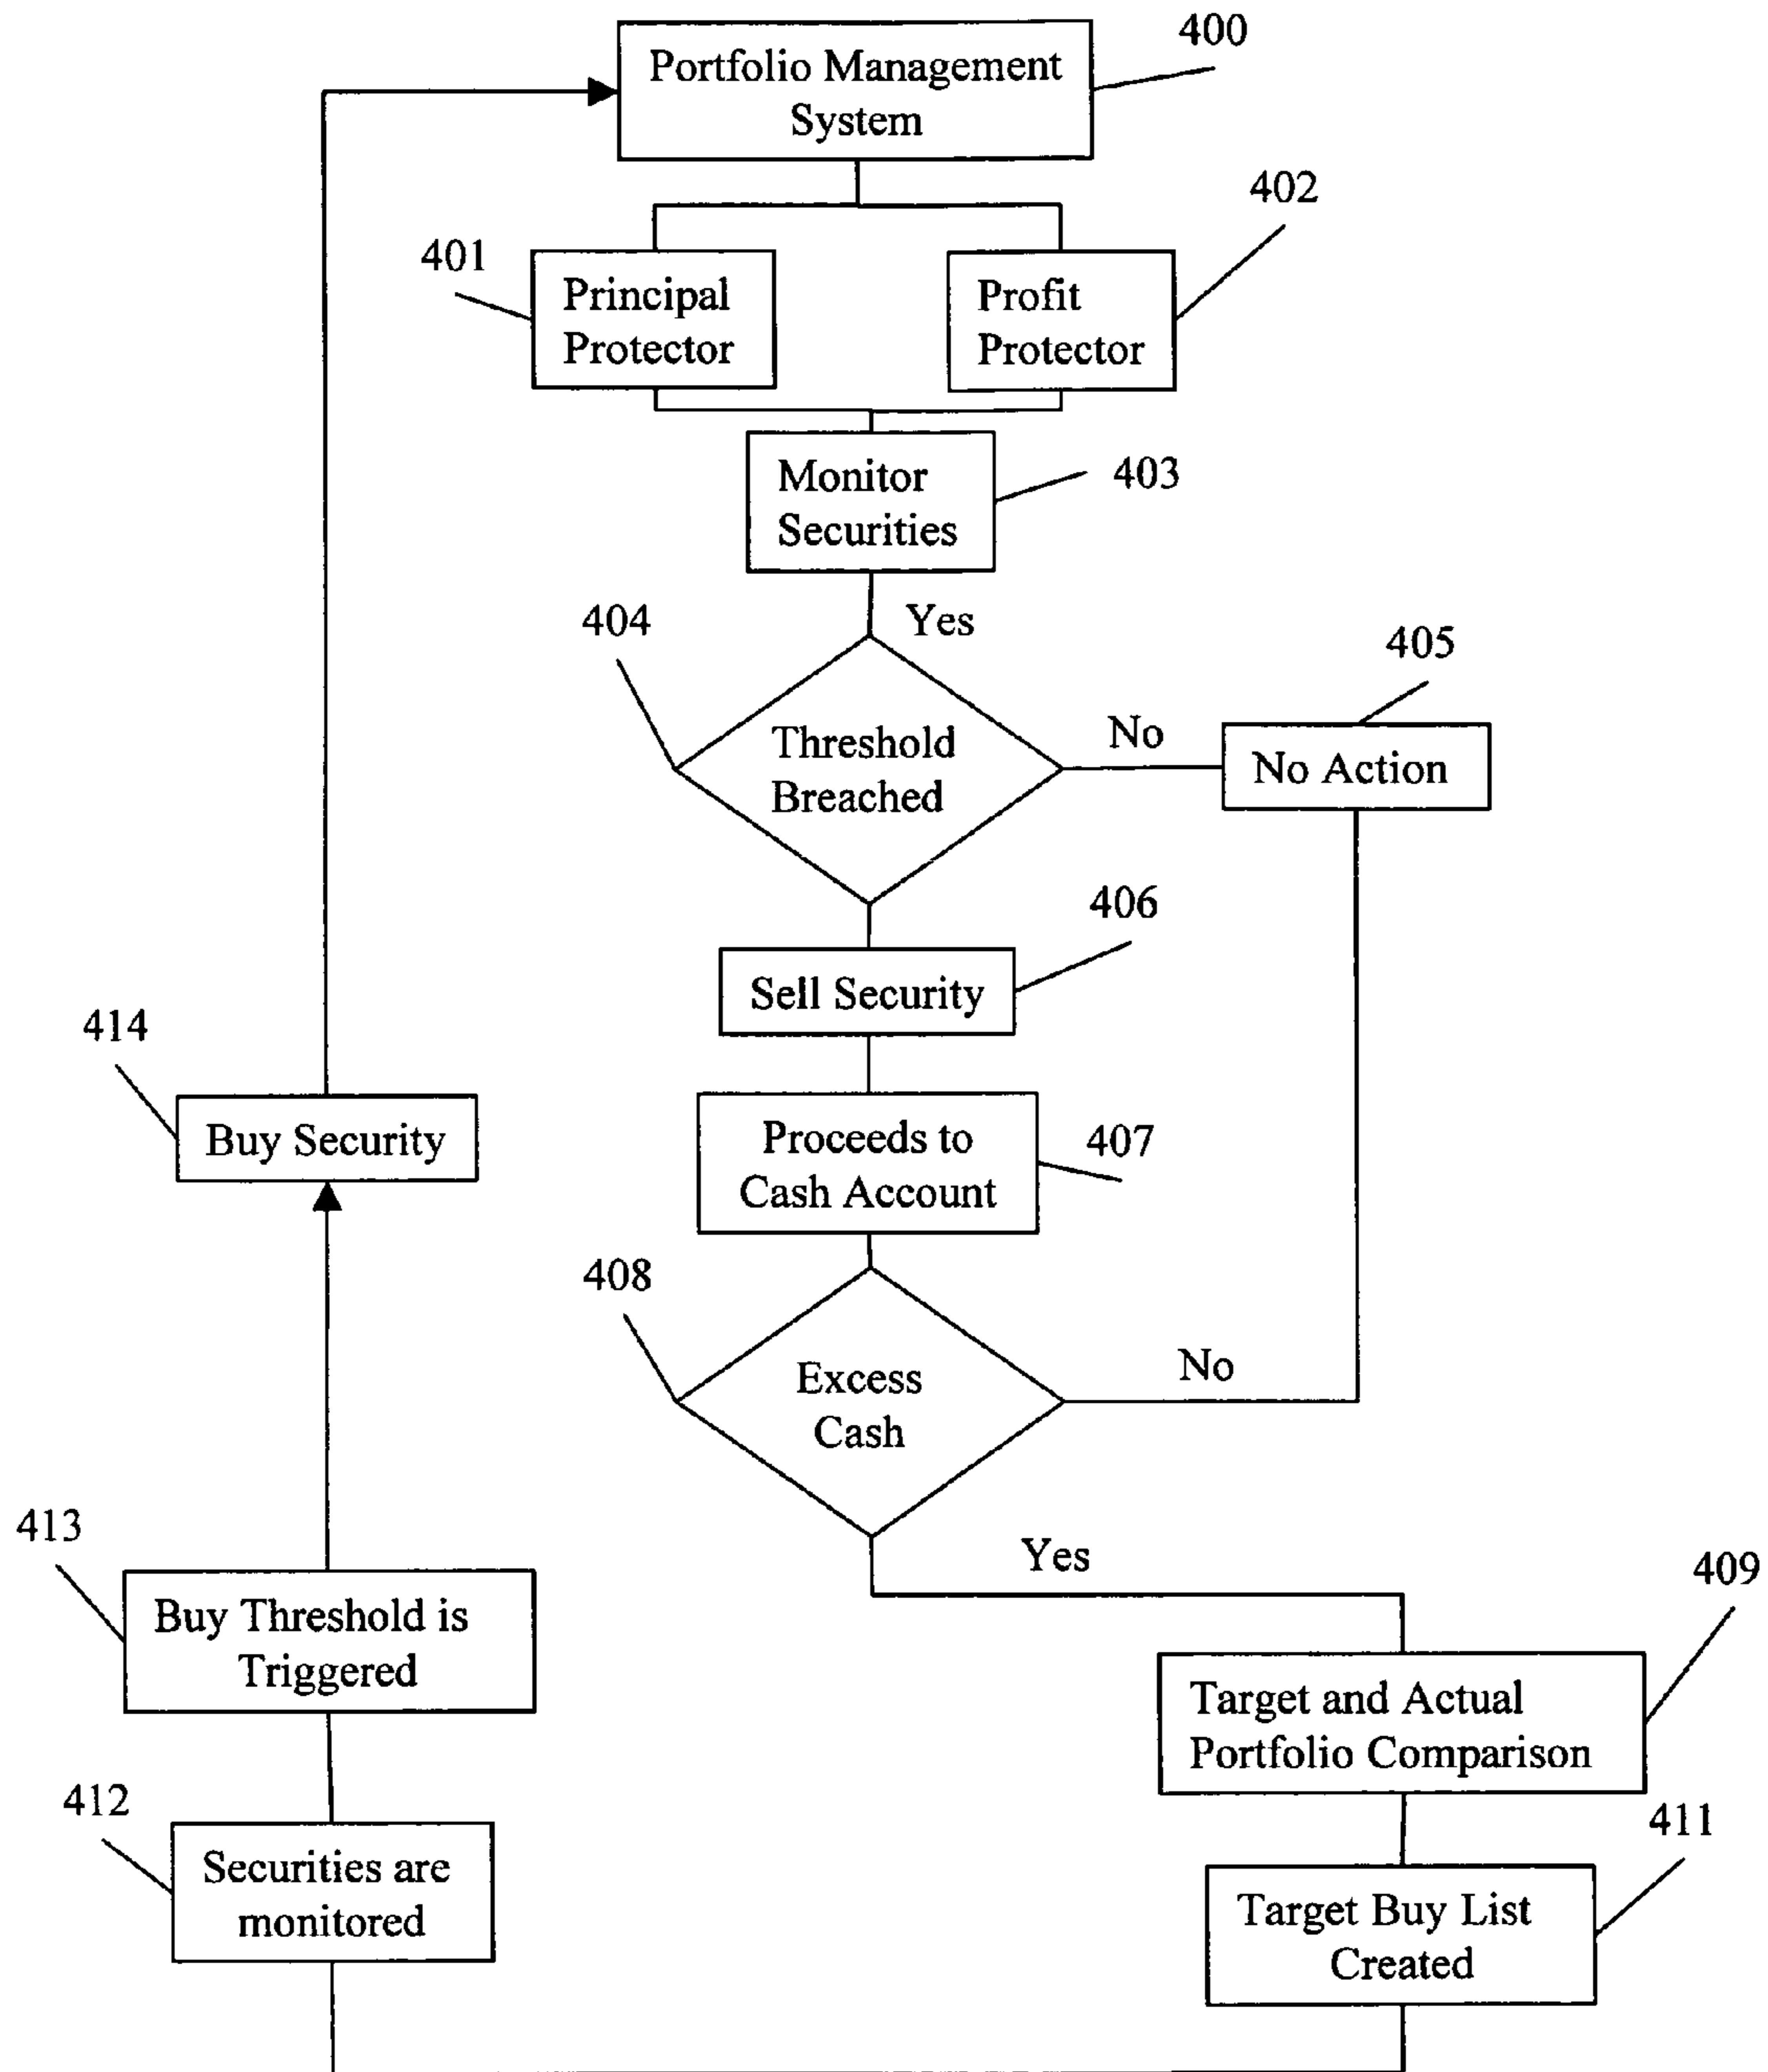 400
Portfolio Management
System
402
401
Principal
Protector
Profit
Protector
Monitor
Securities
403
404
Yes
405
Threshold
Breached
No
No Action
406
Sell Security
414
Buy Security
Proceeds to
Cash Account
407
408
Excess
Cash
No
413
Yes
409
Buy Threshold is
Triggered
Target and Actual
Portfolio Comparison
412
411
Securities are
monitored
Target Buy List
Created